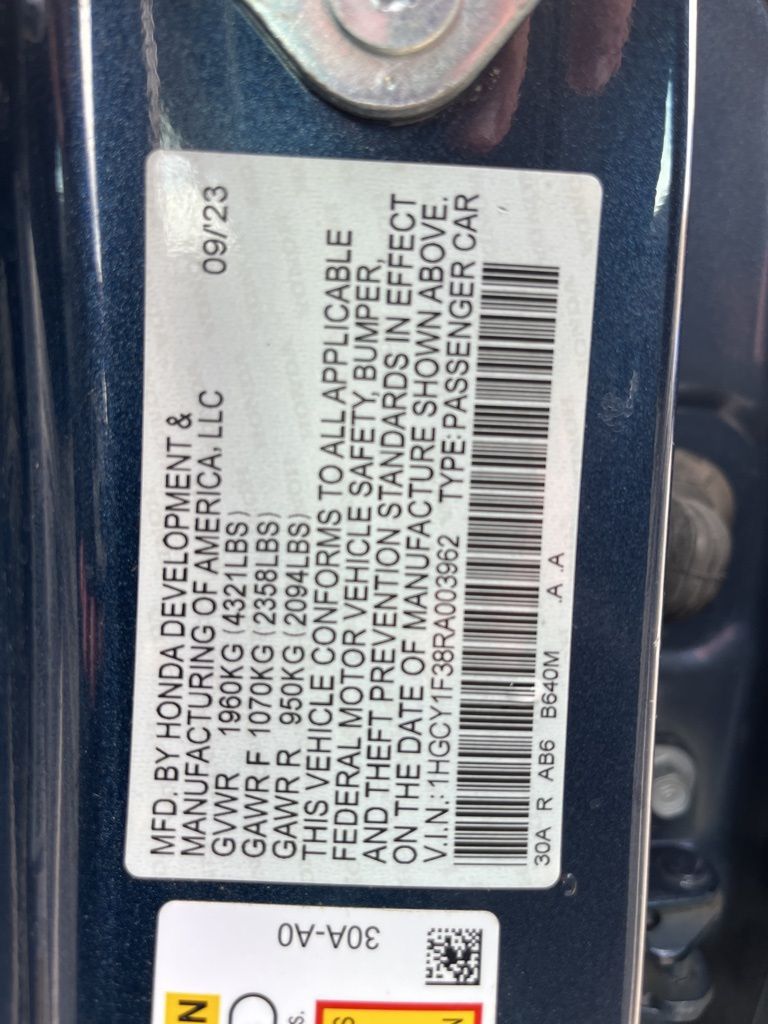 MFD. BY HONDA DEVELOPMENT &
MANUFACTURING OF AMERICA, LLC 09/'23
GVWR 1960KG (4321LBS)
GAWR F 1070KG (2358LBS)
GAWR R 950KG (2094LBS)
THIS VEHICLE CONFORMS TO ALL APPLICABLE
FEDERAL MOTOR VEHICLE SAFETY, BUMPER,
AND THEFT PREVENTION STANDARDS IN EFFECT
ON THE DATE OF MANUFACTURE SHOWN ABOVE.
V.I.N.: 1HGCY1F38RA003962 TYPE: PASSENGER CAR
30A R AB6 B640M .A .A
30A-A0